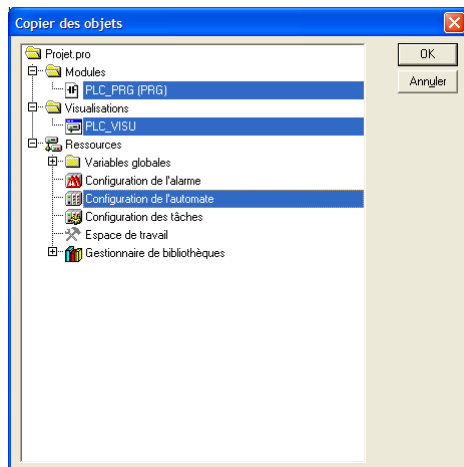 Copier des objets
OK
Annuler
Projet.pro
Modules
PLC_PRG (PRG)
Visualisations
PLC_VISU
Ressources
Variables globales
Configuration de l'alarme
Configuration de l'automate
Configuration des tâches
Espace de travail
Gestionnaire de bibliothèques